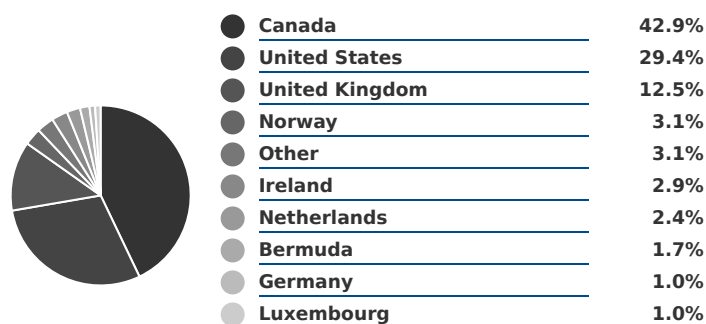 Canada 42.9%
United States 29.4%
United Kingdom 12.5%
Norway 3.1%
Other 3.1%
Ireland 2.9%
Netherlands 2.4%
Bermuda 1.7%
Germany 1.0%
Luxembourg 1.0%